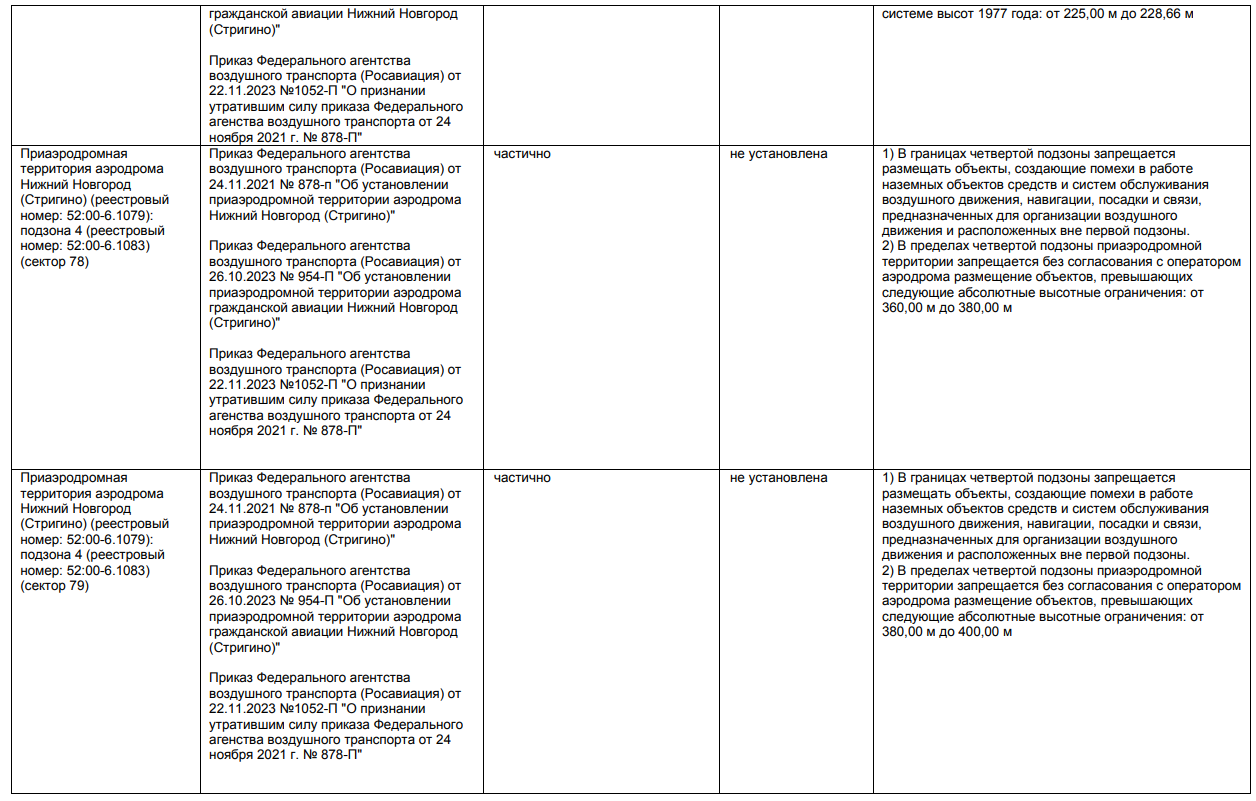 гражданской авиации Нижний Новгород
(Стригино)"
Приказ Федерального агентства
воздушного транспорта (Росавиация) от
22.11.2023 №1052-П "О признании
утратившим силу приказа Федерального
агенства воздушного транспорта от 24
ноября 2021 г. № 878-П"
системе высот 1977 года: от 225,00 м до 228,66 м
Приаэродромная
территория аэродрома
Нижний Новгород
(Стригино) (реестровый
номер: 52:00-6.1079):
подзона 4 (реестровый
номер: 52:00-6.1083)
(сектор 78)
Приказ Федерального агентства
воздушного транспорта (Росавиация) от
24.11.2021 № 878-п "Об установлении
приаэродромной территории аэродрома
Нижний Новгород (Стригино)"
Приказ Федерального агентства
воздушного транспорта (Росавиация) от
26.10.2023 № 954-П "Об установлении
приаэродромной территории аэродрома
гражданской авиации Нижний Новгород
(Стригино)"
Приказ Федерального агентства
воздушного транспорта (Росавиация) от
22.11.2023 №1052-П "О признании
утратившим силу приказа Федерального
агенства воздушного транспорта от 24
ноября 2021 г. № 878-П"
частично
не установлена
1) В границах четвертой подзоны запрещается
размещать объекты, создающие помехи в работе
наземных объектов средств и систем обслуживания
воздушного движения, навигации, посадки и связи,
предназначенных для организации воздушного
движения и расположенных вне первой подзоны.
2) В пределах четвертой подзоны приаэродромной
территории запрещается без согласования с оператором
аэродрома размещение объектов, превышающих
следующие абсолютные высотные ограничения: от
360,00 м до 380,00 м
Приаэродромная
территория аэродрома
Нижний Новгород
(Стригино) (реестровый
номер: 52:00-6.1079):
подзона 4 (реестровый
номер: 52:00-6.1083)
(сектор 79)
Приказ Федерального агентства
воздушного транспорта (Росавиация) от
24.11.2021 № 878-п "Об установлении
приаэродромной территории аэродрома
Нижний Новгород (Стригино)"
Приказ Федерального агентства
воздушного транспорта (Росавиация) от
26.10.2023 № 954-П "Об установлении
приаэродромной территории аэродрома
гражданской авиации Нижний Новгород
(Стригино)"
Приказ Федерального агентства
воздушного транспорта (Росавиация) от
22.11.2023 №1052-П "О признании
утратившим силу приказа Федерального
агенства воздушного транспорта от 24
ноября 2021 г. № 878-П"
частично
не установлена
1) В границах четвертой подзоны запрещается
размещать объекты, создающие помехи в работе
наземных объектов средств и систем обслуживания
воздушного движения, навигации, посадки и связи,
предназначенных для организации воздушного
движения и расположенных вне первой подзоны.
2) В пределах четвертой подзоны приаэродромной
территории запрещается без согласования с оператором
аэродрома размещение объектов, превышающих
следующие абсолютные высотные ограничения: от
380,00 м до 400,00 м